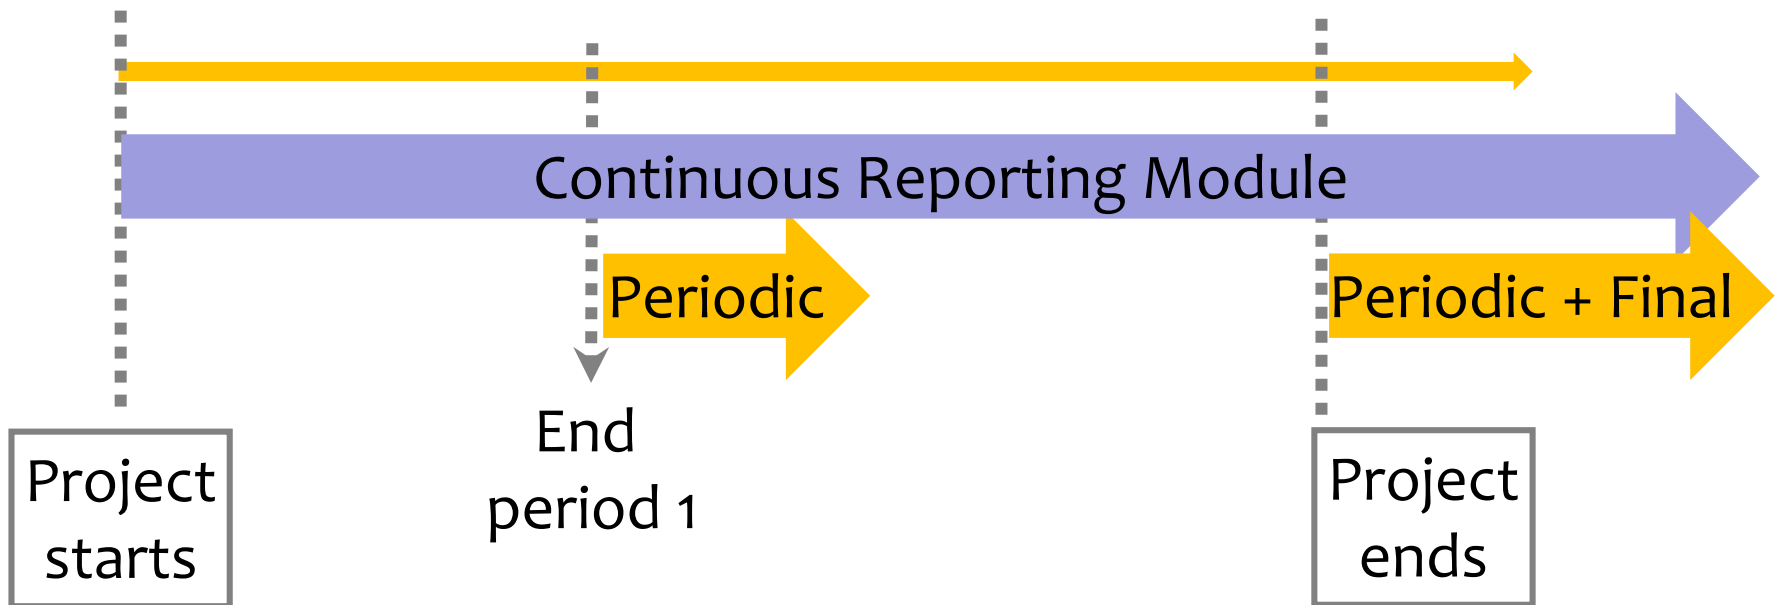 Continuous Reporting Module
Periodic
Periodic + Final
End
period 1
Project
starts
Project
ends